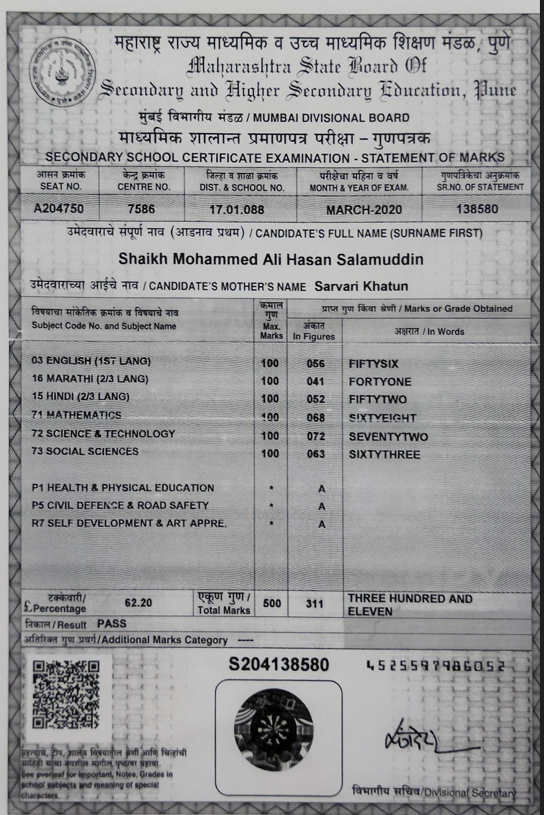 महाराष्ट्र राज्य माध्यमिक व उच्च माध्यमिक शिक्षण मंडळ, पुणे
Maharashtra State Board Of
Secondary and Higher Secondary Education, Pune
मुंबई विभागीय मंडळ / MUMBAI DIVISIONAL BOARD
माध्यमिक शालान्त प्रमाणपत्र परीक्षा – गुणपत्रक
SECONDARY SCHOOL CERTIFICATE EXAMINATION - STATEMENT OF MARKS
आसन क्रमांक केन्द्र क्रमांक जिल्हा व शाळा क्रमांक परीक्षेचा महिना व वर्ष गुणपत्रिकेचा अनुक्रमांक
SEAT NO. CENTRE NO. DIST. & SCHOOL NO. MONTH & YEAR OF EXAM. SR.NO. OF STATEMENT
A204750 7586 17.01.088 MARCH-2020 138580
उमेदवाराचे संपूर्ण नाव (आडनाव प्रथम) / CANDIDATE'S FULL NAME (SURNAME FIRST)
Shaikh Mohammed Ali Hasan Salamuddin
उमेदवाराच्या आईचे नाव / CANDIDATE'S MOTHER'S NAME Sarvari Khatun
विषयाचा सांकेतिक क्रमांक व विषयाचे नाव
Subject Code No. and Subject Name
कमाल
गुण
Max.
Marks
प्राप्त गुण किंवा श्रेणी / Marks or Grade Obtained
अंकात
In Figures
अक्षरात / In Words
03 ENGLISH (1ST LANG) 100 056 FIFTYSIX
16 MARATHI (2/3 LANG) 100 041 FORTYONE
15 HINDI (2/3 LANG) 100 052 FIFTYTWO
71 MATHEMATICS 100 068 SIXTYEIGHT
72 SCIENCE & TECHNOLOGY 100 072 SEVENTYTWO
73 SOCIAL SCIENCES 100 063 SIXTYTHREE
P1 HEALTH & PHYSICAL EDUCATION * A
P5 CIVIL DEFENCE & ROAD SAFETY * A
R7 SELF DEVELOPMENT & ART APPRE. * A
टक्केवारी/
£ Percentage
62.20
एकूण गुण /
Total Marks
500 311
THREE HUNDRED AND
ELEVEN
निकाल / Result PASS
अतिरिक्त गुण प्रवर्ग/Additional Marks Category ----
S204138580
4525597986052
विषयातील श्रेणी आणि चिन्हांची
See overleaf for important, Notes, Grades in
school subjects and meaning of special
characters.
विभागीय सचिव/Divisional Secretary